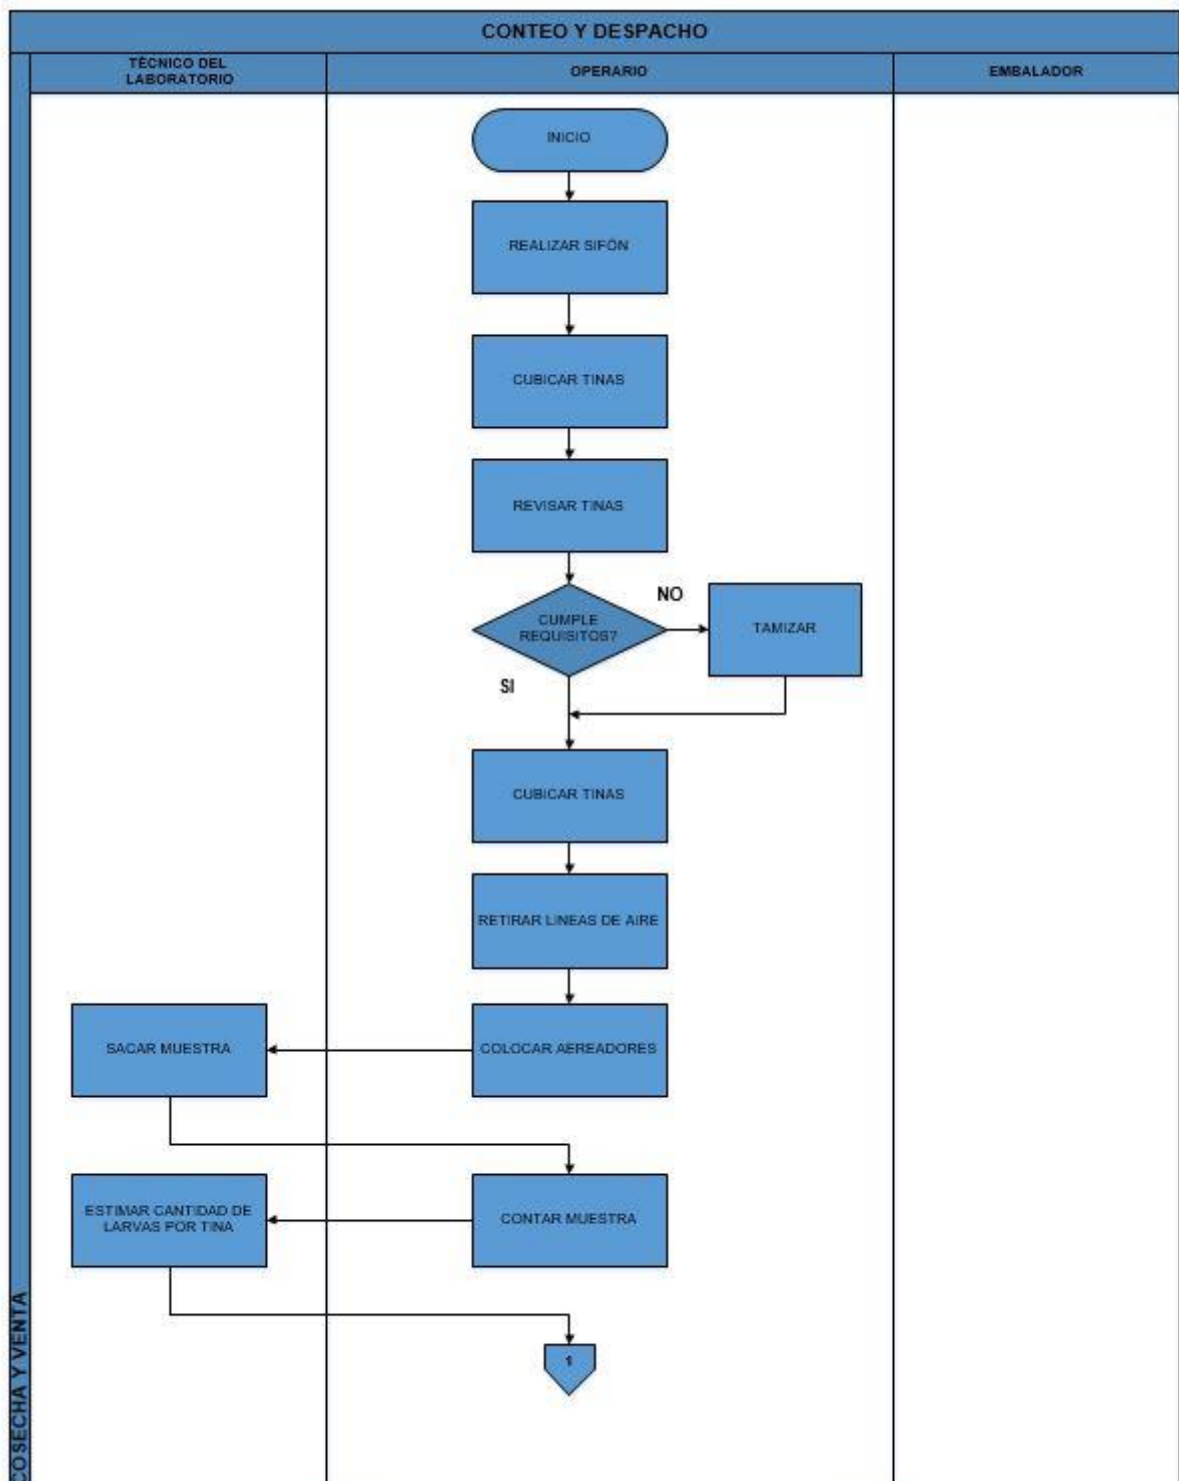 CONTEO Y DESPACHO
TÉCNICO DEL
LABORATORIO
OPERARIO
EMBALADOR
INICIO
REALIZAR SIFÓN
CUBICAR TINAS
REVISAR TINAS
CUMPLE
REQUISITOS?
NO
TAMIZAR
SI
CUBICAR TINAS
RETIRAR LINEAS DE AIRE
SACAR MUESTRA
COLOCAR AEREADORES
ESTIMAR CANTIDAD DE
LARVAS POR TINA
CONTAR MUESTRA
1
COSECHA Y VENTA